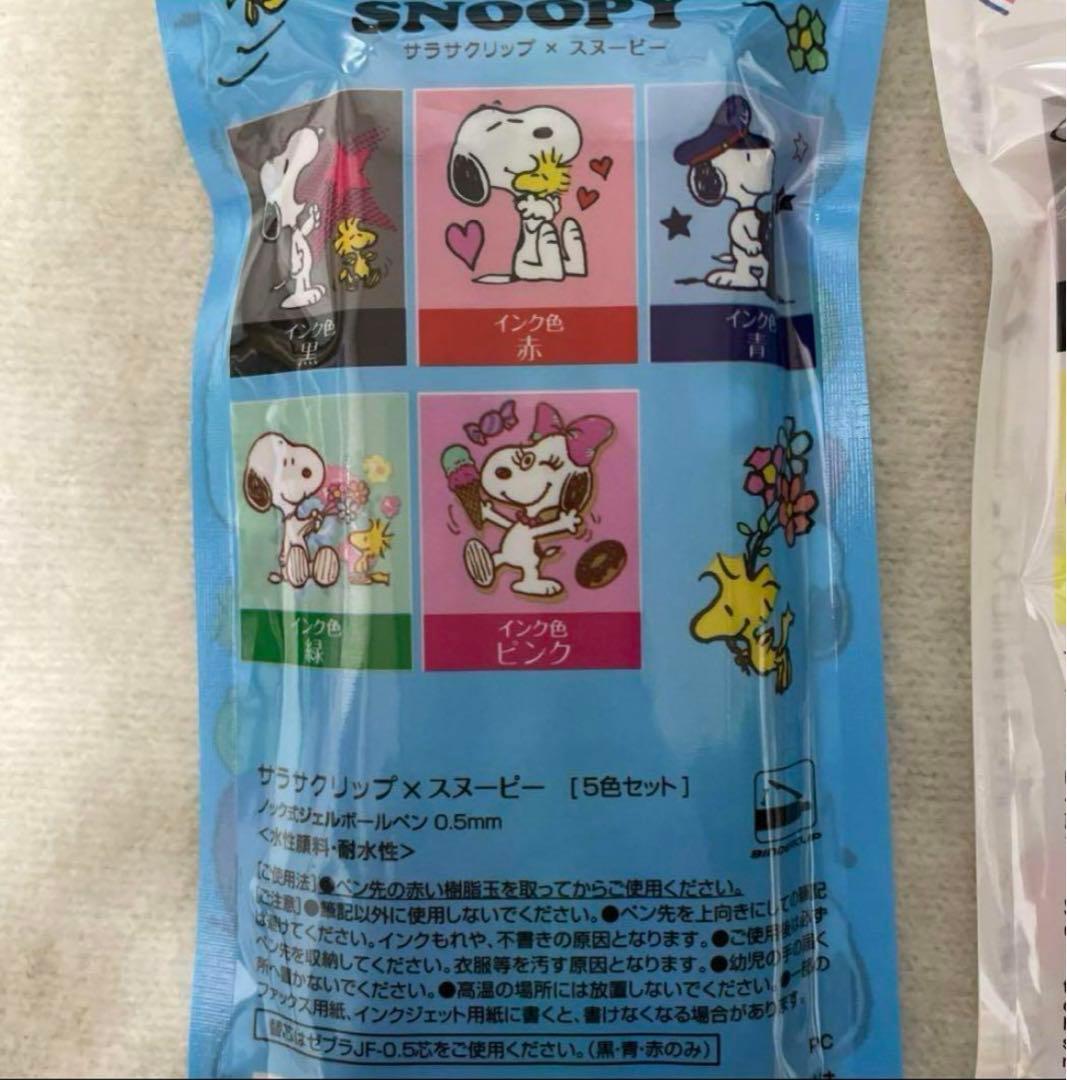 SNOOPY
サラサクリップ × スヌーピー
インク色
黒
インク色
赤
インク色
青
インク色
緑
インク色
ピンク
サラサクリップ×スヌーピー [5色セット]
ノック式ジェルボールペン 0.5mm
<水性顔料・耐水性>
BINDERCLIP
[ご使用法]●ペン先の赤い樹脂玉を取ってからご使用ください。
[ご注意]●筆記以外に使用しないでください。●ペン先を上向きにしての筆記
は避けてください。インクもれや、不書きの原因となります。●ご使用後は必ず
ペン先を収納してください。衣服等を汚す原因となります。●幼児の手の届く
所へ置かないでください。●高温の場所には放置しないでください。●一部の
ファックス用紙、インクジェット用紙に書くと、書けなくなる場合があります。
替芯はゼブラJF-0.5芯をご使用ください。(黒・青・赤のみ)
PC